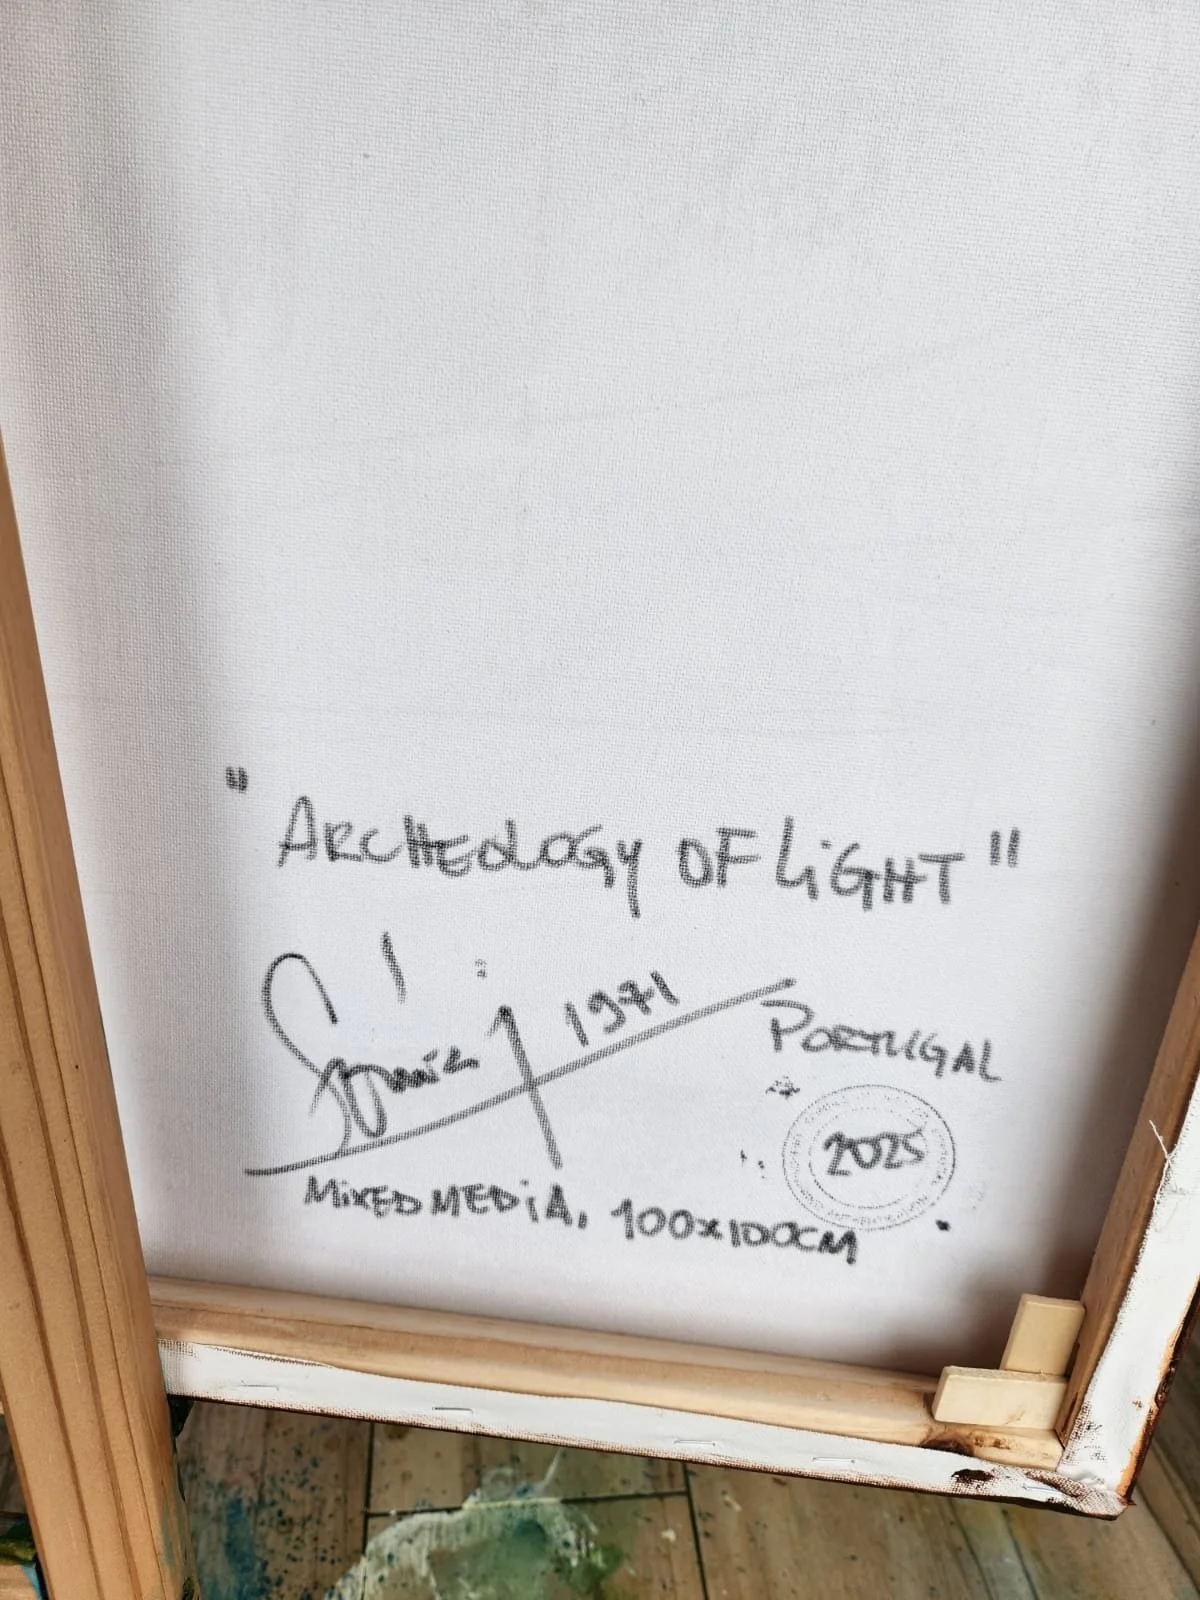 " ARCHEOLOGY OF LiGHT "
1971
PORTUGAL
2025
MiXED MEDiA, 100x100CM